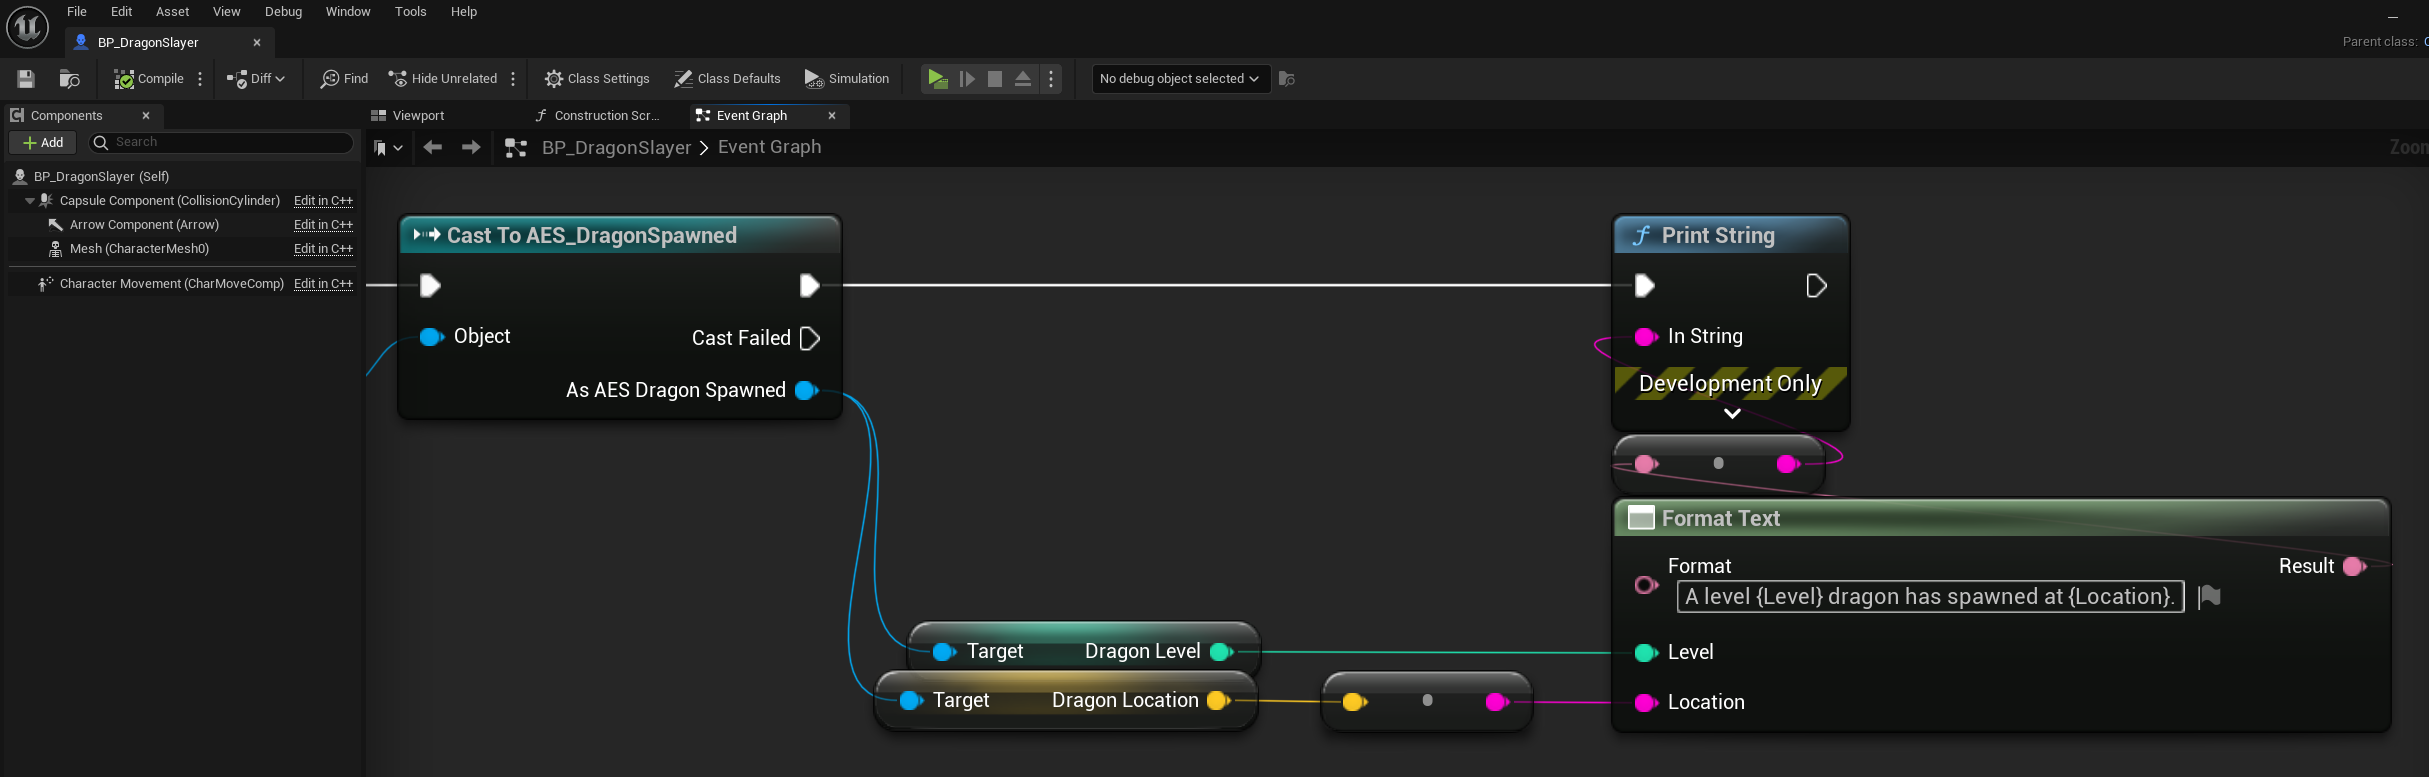 File Edit Asset View Debug Window Tools Help
BP_DragonSlayer
Parent class:
Compile Diff Find Hide Unrelated Class Settings Class Defaults Simulation No debug object selected
Components Viewport Construction Scr... Event Graph
Add Search BP_DragonSlayer > Event Graph
BP_DragonSlayer (Self)
Capsule Component (CollisionCylinder) Edit in C++
Arrow Component (Arrow) Edit in C++
Mesh (CharacterMesh0) Edit in C++
Character Movement (CharMoveComp) Edit in C++
Cast To AES_DragonSpawned
Object
Cast Failed
As AES Dragon Spawned
Print String
In String
Development Only
Format Text
Format
A level {Level} dragon has spawned at {Location}.
Result
Level
Location
Target Dragon Level
Target Dragon Location